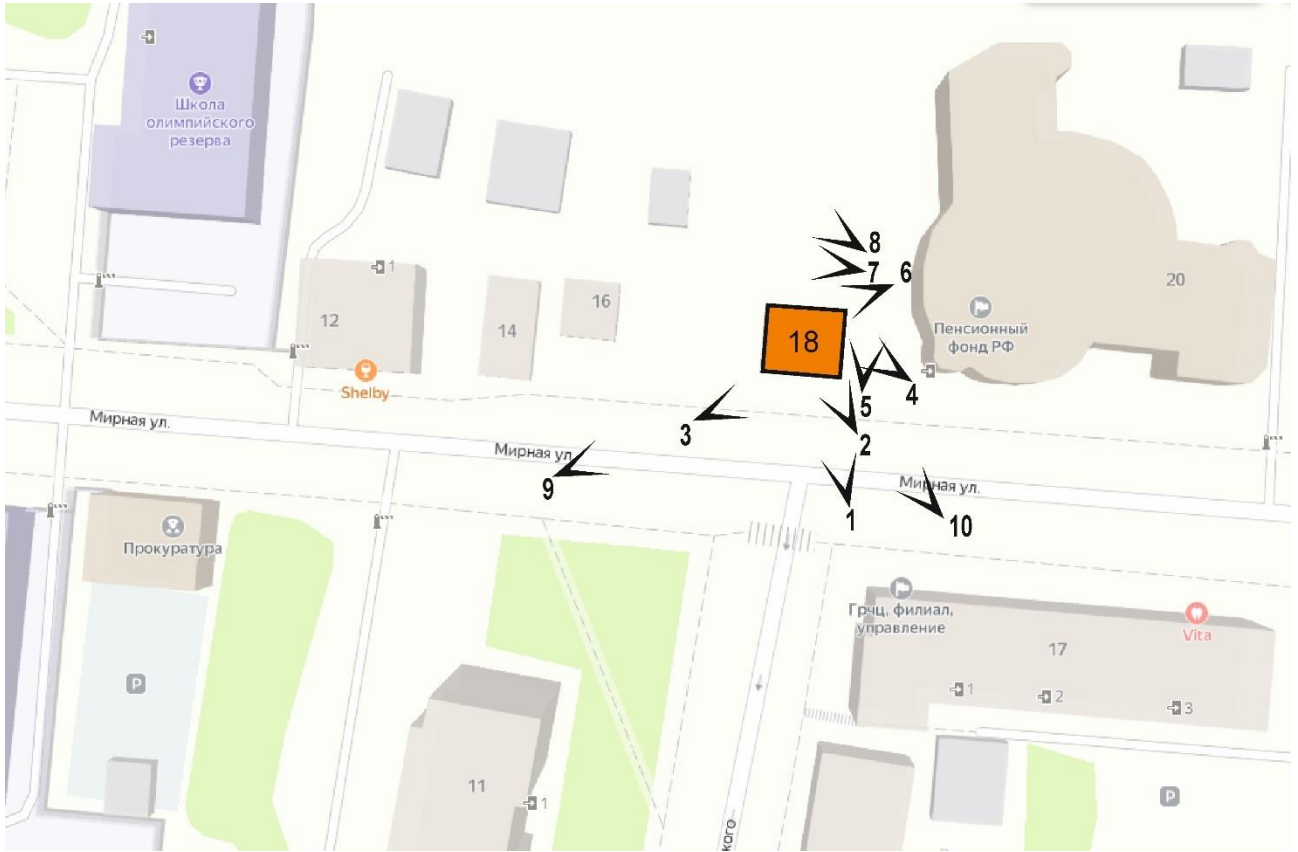 Школа
олимпийского
резерва
8
7
6
20
16
1
12
14
18
Пенсионный
фонд РФ
Shelby
4
5
3
2
Мирная ул.
Мирная ул.
Мирная ул.
9
1
10
Прокуратура
Грчц, филиал,
управление
Vita
17
P
1
2
3
11
1
P
кого